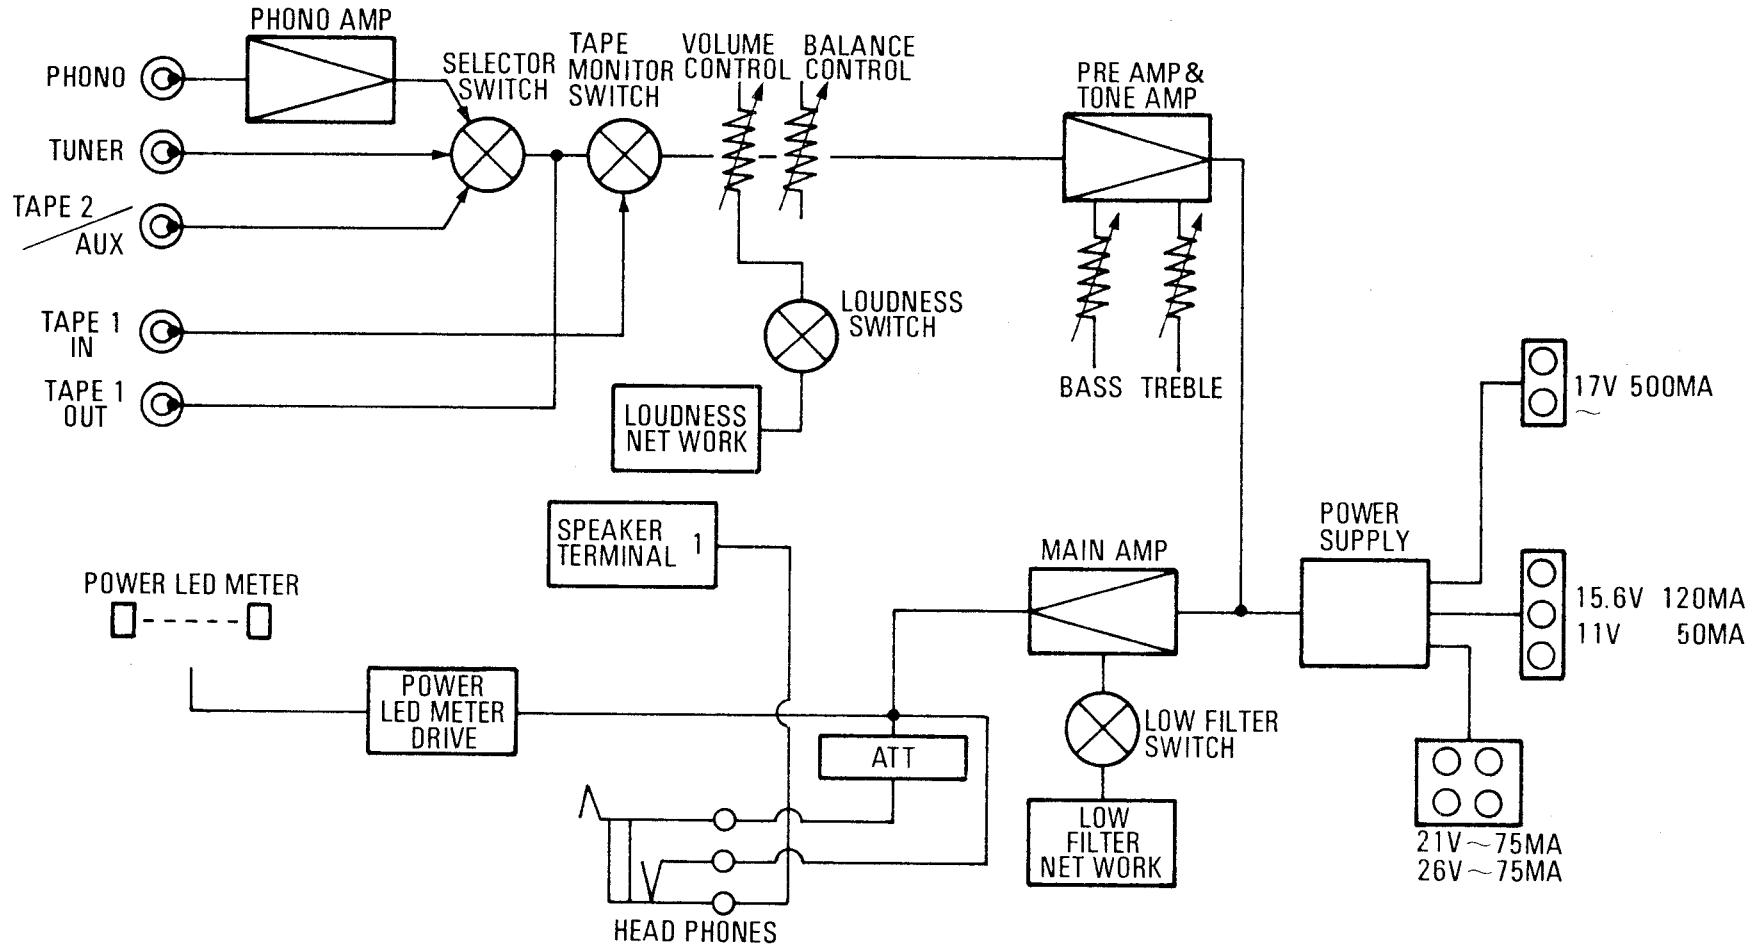 PHONO AMP
PHONO
SELECTOR
SWITCH
TAPE
MONITOR
SWITCH
VOLUME
CONTROL
BALANCE
CONTROL
PRE AMP &
TONE AMP
TUNER
TAPE 2
AUX
TAPE 1
IN
TAPE 1
OUT
LOUDNESS
SWITCH
LOUDNESS
NET WORK
BASS
TREBLE
17V 500MA
~
SPEAKER
TERMINAL 1
MAIN AMP
POWER
SUPPLY
15.6V 120MA
11V 50MA
POWER LED METER
POWER
LED METER
DRIVE
ATT
LOW FILTER
SWITCH
LOW
FILTER
NET WORK
21V~75MA
26V~75MA
HEAD PHONES